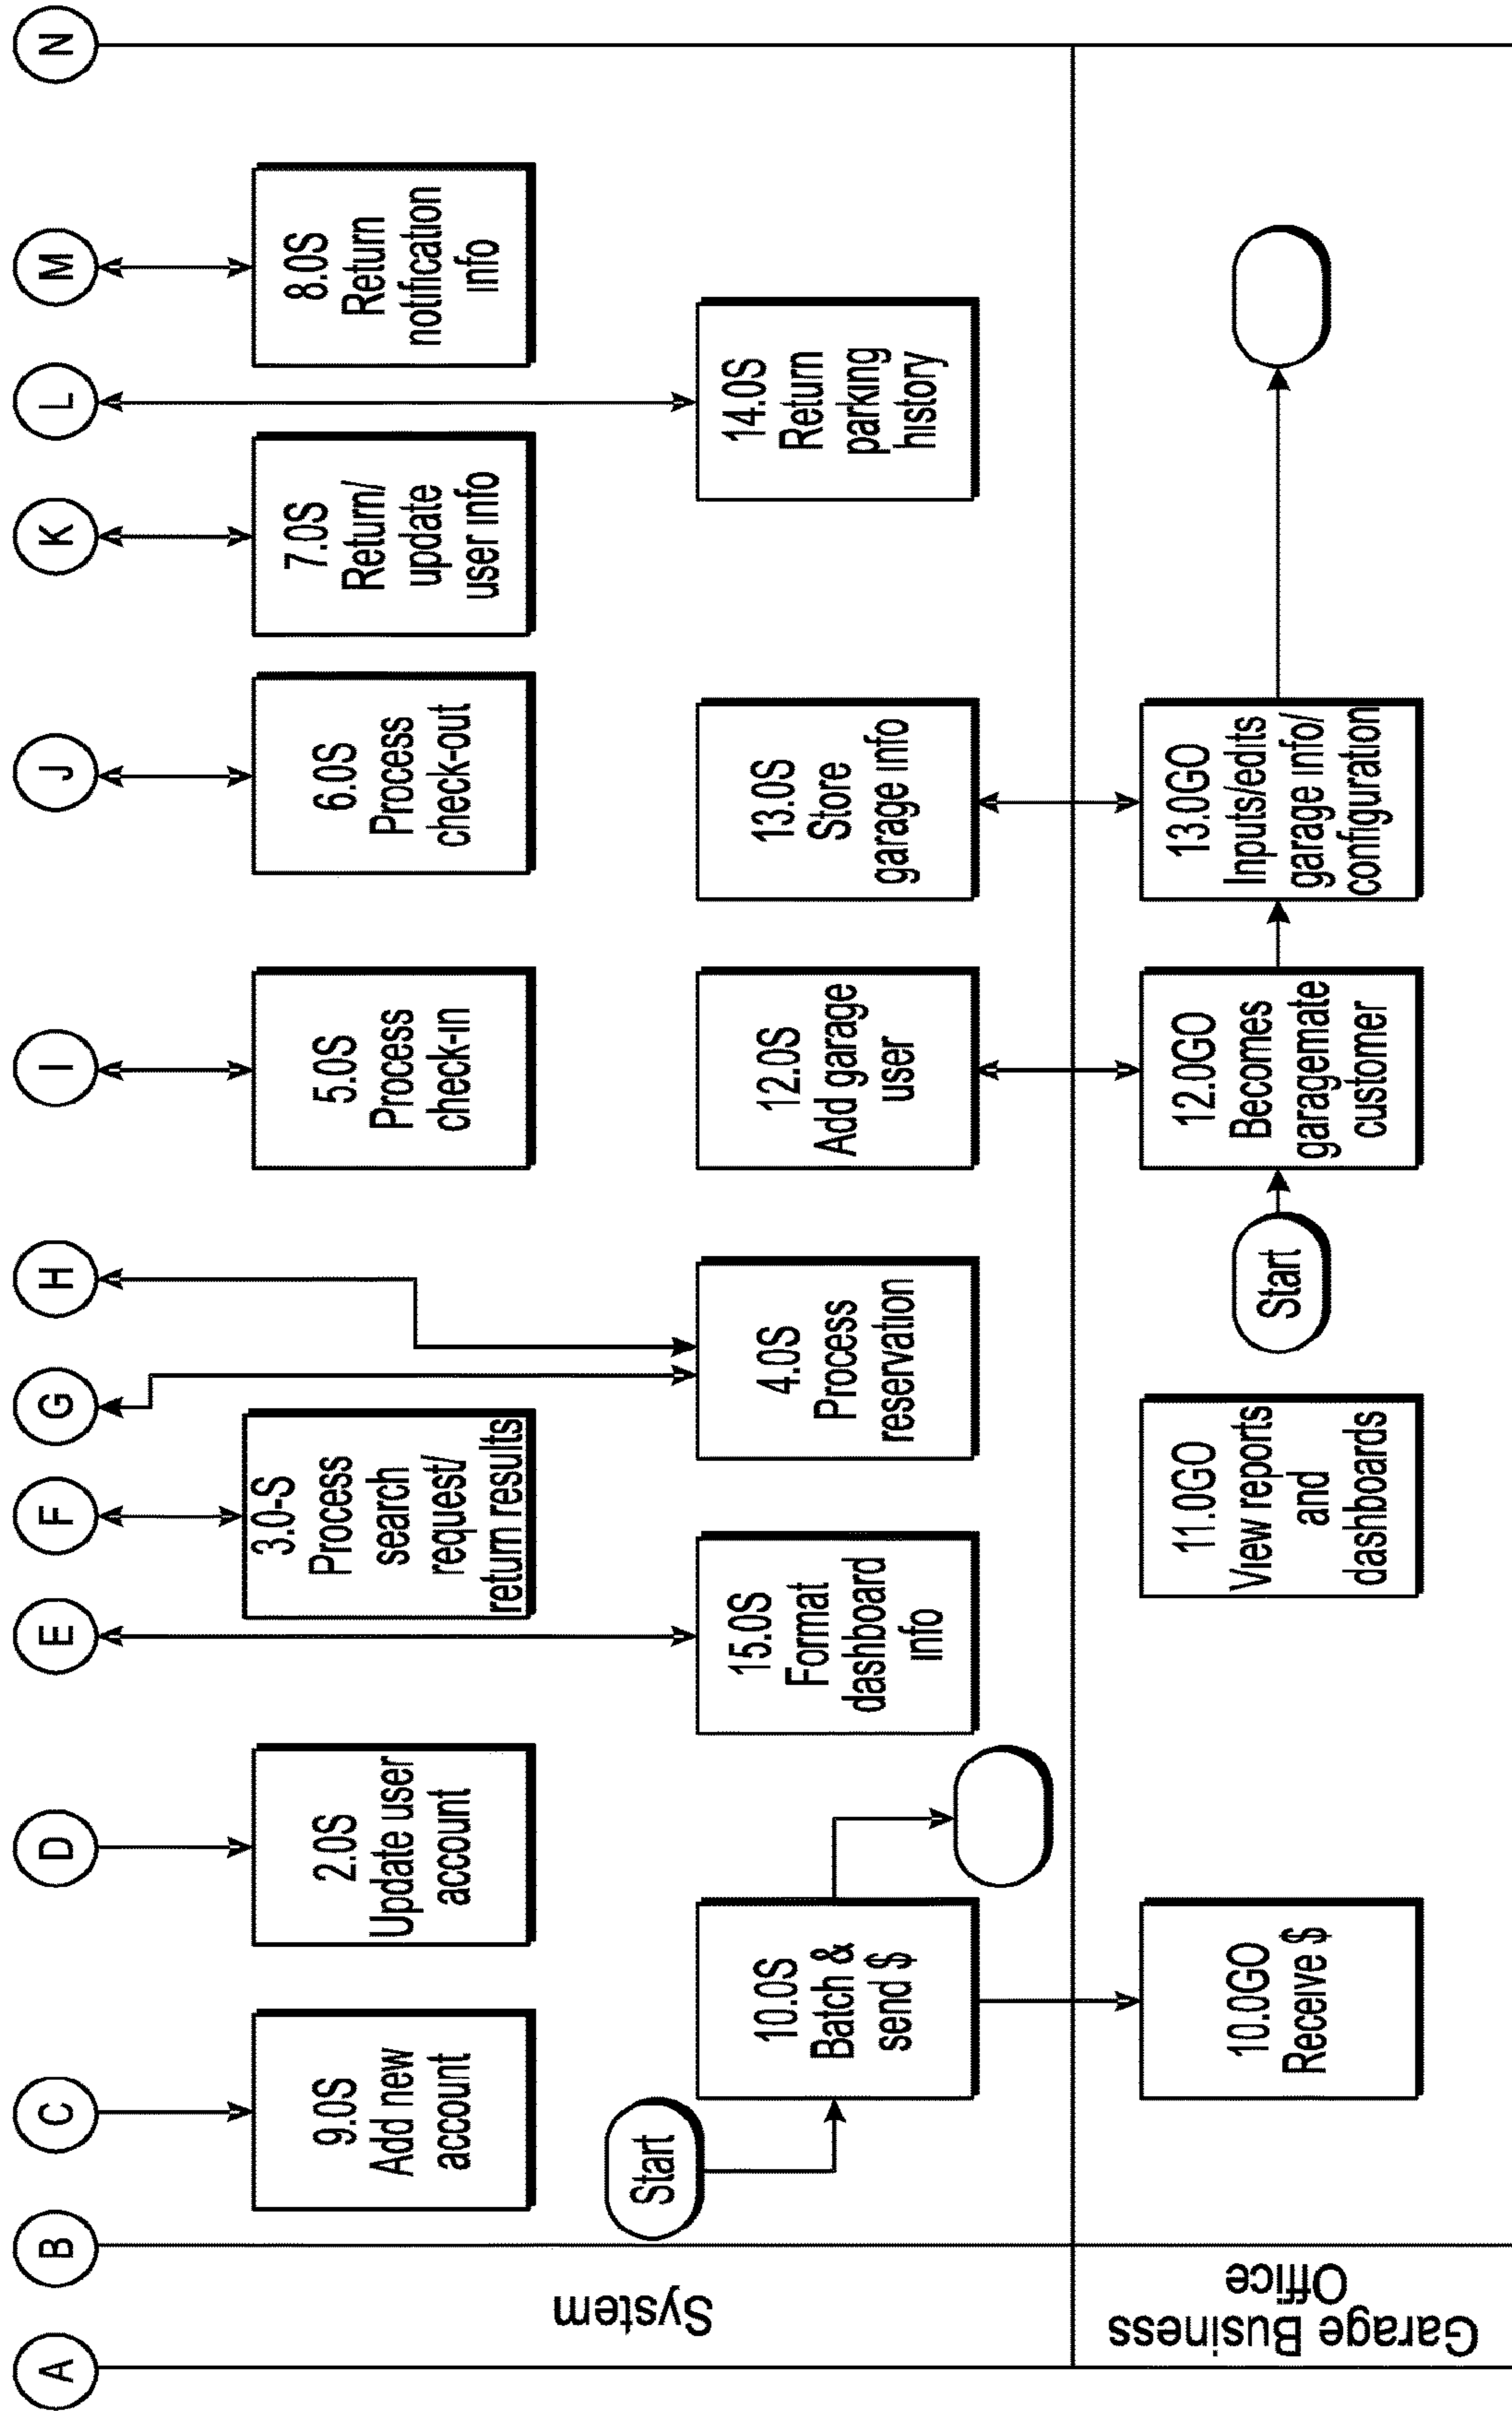 A
B
C
D
E
F
G
H
I
J
K
L
M
N
System
9.0S
Add new
account
2.0S
Update user
account
3.0-S
Process
search
request/
return results
5.0S
Process
check-in
6.0S
Process
check-out
7.0S
Return/
update
user info
8.0S
Return
notification
info
Start
10.0S
Batch &
send $
15.0S
Format
dashboard
info
4.0S
Process
reservation
12.0S
Add garage
user
13.0S
Store
garage info
14.0S
Return
parking
history
Garage Business
Office
10.0GO
Receive $
11.0GO
View reports
and
dashboards
Start
12.0GO
Becomes
garagemate
customer
13.0GO
Inputs/edits
garage info/
configuration